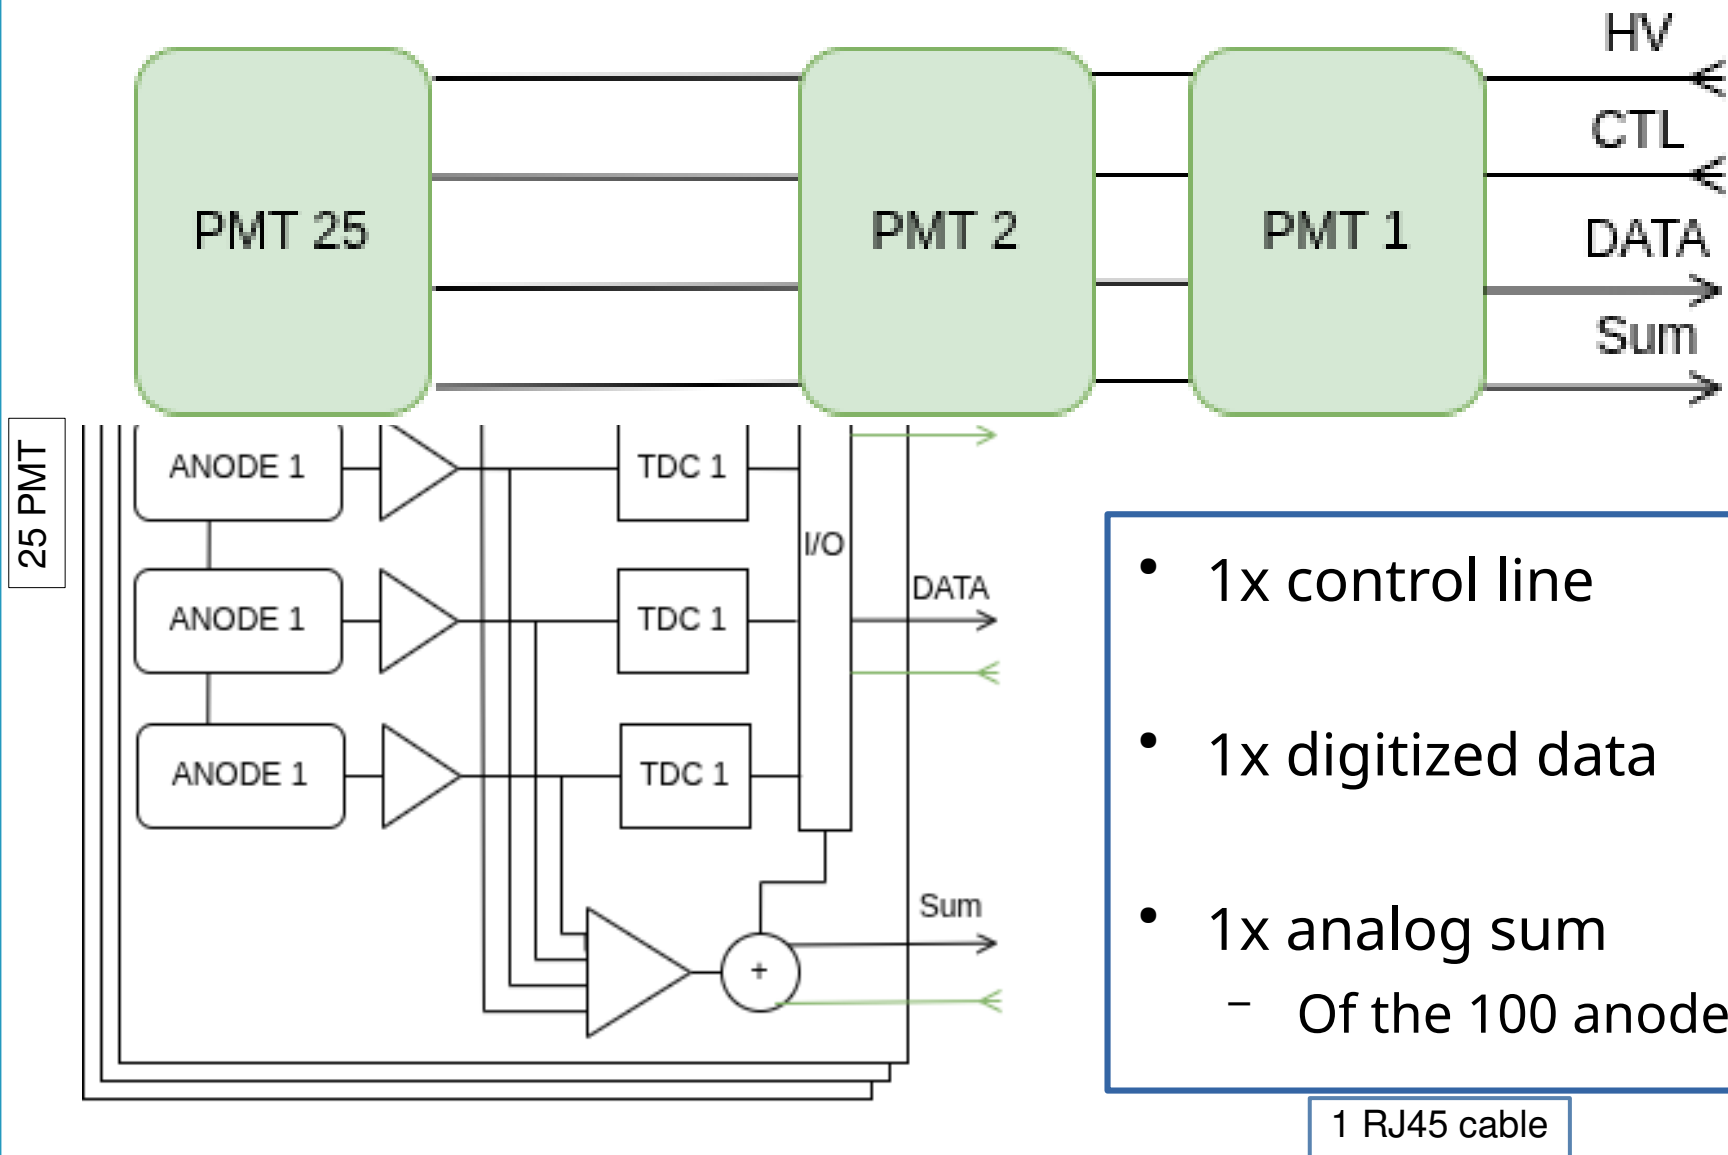 HV
CTL
PMT 25
PMT 2
PMT 1
DATA
Sum
25 PMT
ANODE 1
TDC 1
I/O
DATA
ANODE 1
TDC 1
ANODE 1
TDC 1
Sum
+
• 1x control line
• 1x digitized data
• 1x analog sum
– Of the 100 anode
1 RJ45 cable